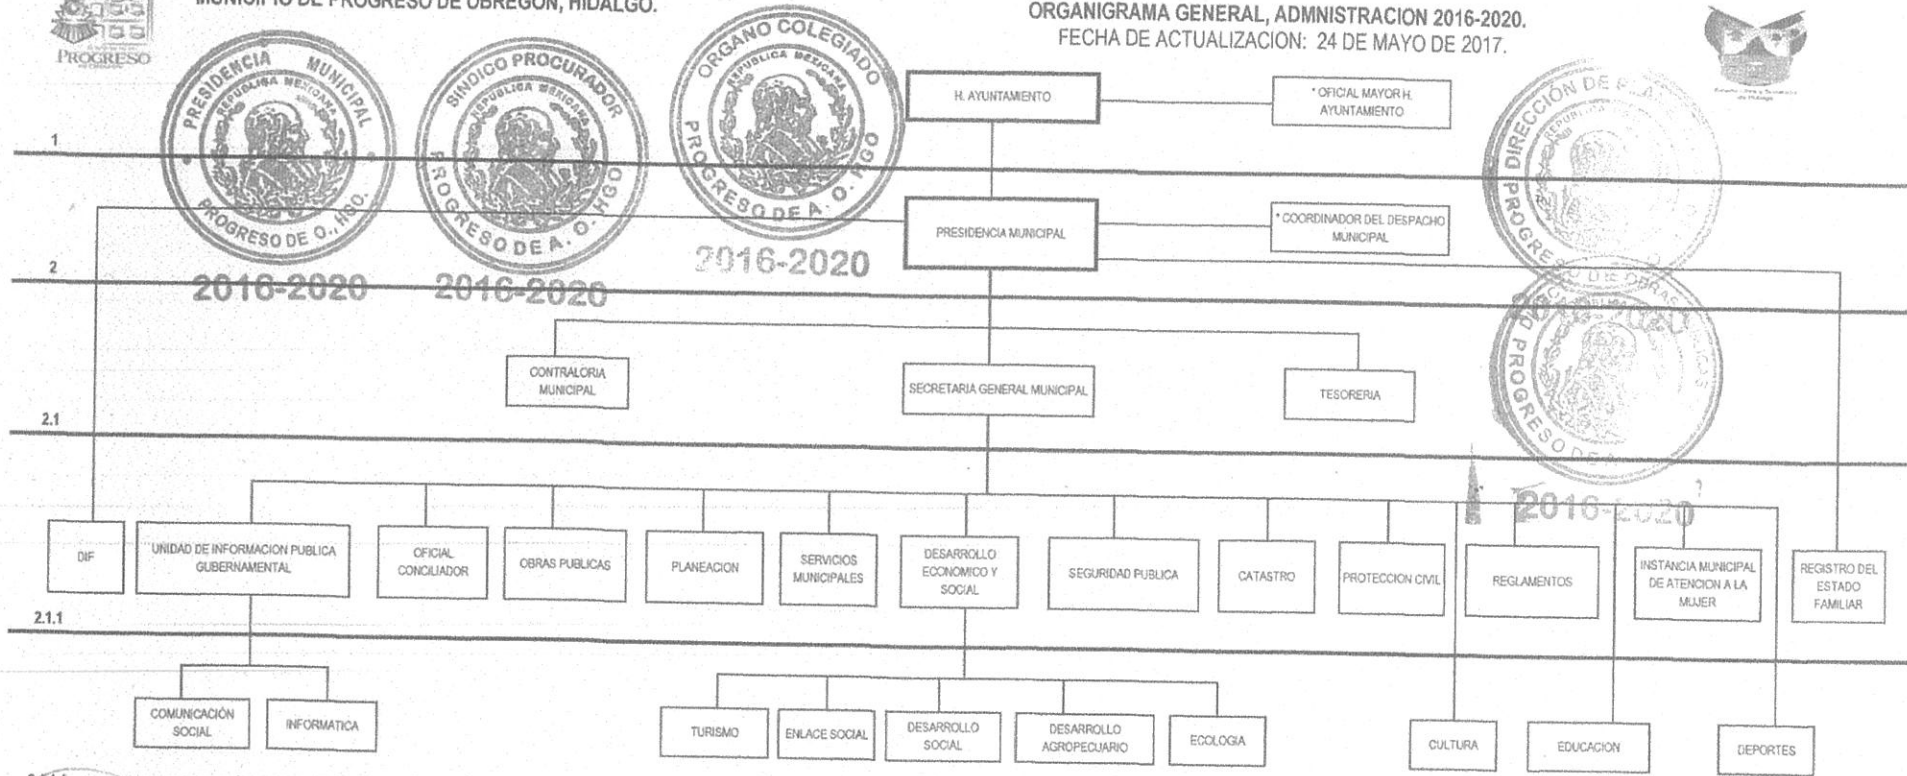 MUNICIPIO DE PROGRESO DE OBREGON, HIDALGO.
ORGANIGRAMA GENERAL, ADMNISTRACION 2016-2020.
FECHA DE ACTUALIZACION: 24 DE MAYO DE 2017.
PROGRESO
PRESIDENCIA MUNICIPAL
REPUBLICA MEXICANA
PROGRESO DE O., HGO.
2016-2020
SINDICO PROCURADOR
REPUBLICA MEXICANA
PROGRESO DE A. O. HGO
2016-2020
ORGANO COLEGIADO
REPUBLICA MEXICANA
PROGRESO DE A. O. HGO
2016-2020
H. AYUNTAMIENTO
* OFICIAL MAYOR H.
AYUNTAMIENTO
DIRECCIÓN DE
PROGRESO DE
OBRAS
1
PRESIDENCIA MUNICIPAL
* COORDINADOR DEL DESPACHO
MUNICIPAL
2
CONTRALORIA
MUNICIPAL
SECRETARIA GENERAL MUNICIPAL
TESORERIA
PROGRESO DE A
2016-2020
2.1
DIF
UNIDAD DE INFORMACION PUBLICA
GUBERNAMENTAL
OFICIAL
CONCILIADOR
OBRAS PUBLICAS
PLANEACION
SERVICIOS
MUNICIPALES
DESARROLLO
ECONOMICO Y
SOCIAL
SEGURIDAD PUBLICA
CATASTRO
PROTECCION CIVIL
REGLAMENTOS
INSTANCIA MUNICIPAL
DE ATENCION A LA
MUJER
REGISTRO DEL
ESTADO
FAMILIAR
2.1.1
COMUNICACIÓN
SOCIAL
INFORMATICA
TURISMO
ENLACE SOCIAL
DESARROLLO
SOCIAL
DESARROLLO
AGROPECUARIO
ECOLOGIA
CULTURA
EDUCACION
DEPORTES